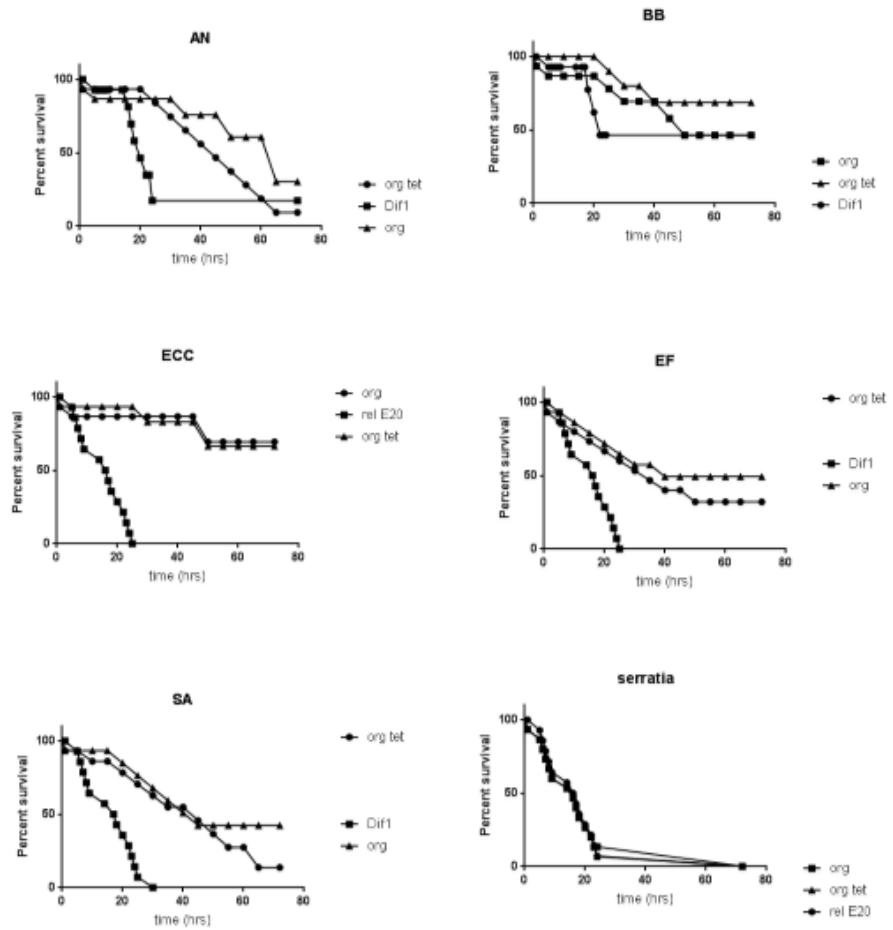 AN
100
50
0
Percent survival
0 20 40 60 80
time (hrs)
org tet
Dif1
org
BB
100
50
0
Percent survival
0 20 40 60 80
time (hrs)
org
org tet
Dif1
ECC
100
50
0
Percent survival
0 20 40 60 80
time (hrs)
org
rel E20
org tet
EF
100
50
0
Percent survival
0 20 40 60 80
time (hrs)
org tet
Dif1
org
SA
100
50
0
Percent survival
0 20 40 60 80
time (hrs)
org tet
Dif1
org
serratia
100
50
0
Percent survival
0 20 40 60 80
time (hrs)
org
org tet
rel E20